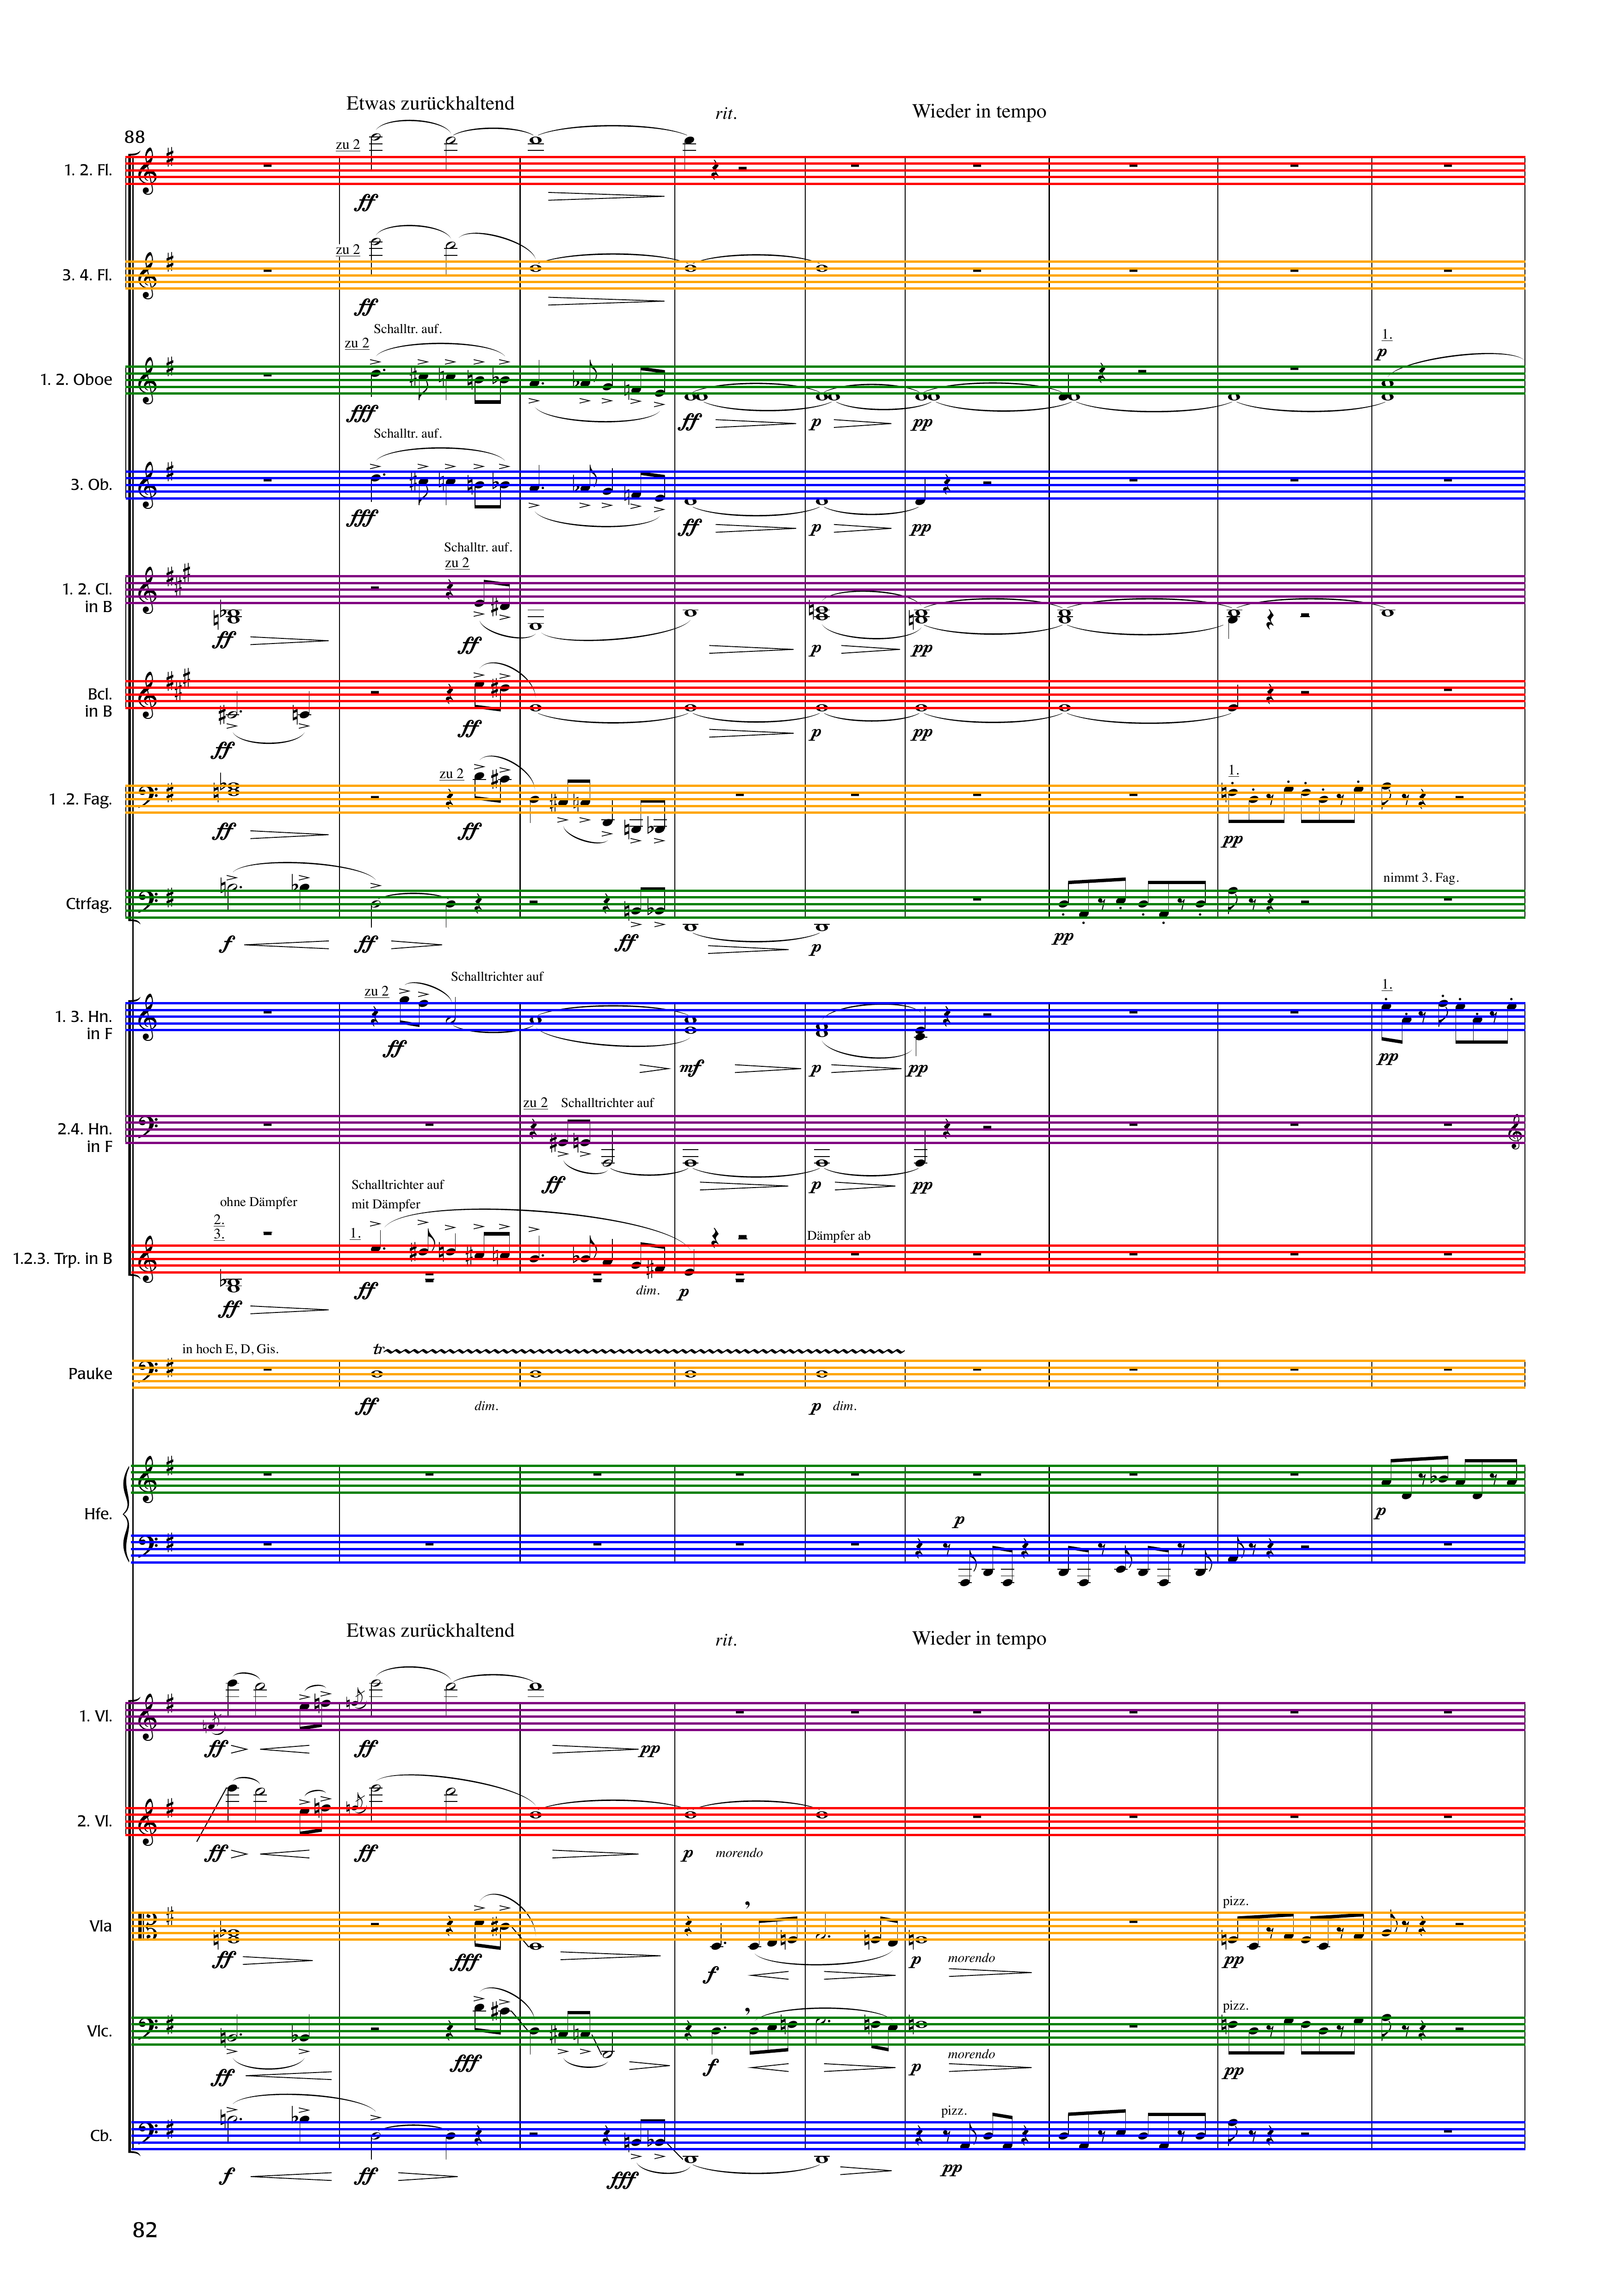 Etwas zurückhaltend
rit.
Wieder in tempo
88
zu 2
1. 2. Fl.
ff
zu 2
3. 4. Fl.
ff
Schalltr. auf.
zu 2
1.
p
1. 2. Oboe
fff
ff
p
pp
Schalltr. auf.
3. Ob.
fff
ff
p
pp
Schalltr. auf.
zu 2
1. 2. Cl.
in B
ff
ff
p
pp
Bcl.
in B
ff
ff
p
pp
zu 2
1.
1 .2. Fag.
ff
ff
pp
nimmt 3. Fag.
Ctrfag.
f
ff
ff
p
pp
Schalltrichter auf
zu 2
1.
1. 3. Hn.
in F
ff
mf
p
pp
pp
zu 2
Schalltrichter auf
2.4. Hn.
in F
ff
p
pp
Schalltrichter auf
ohne Dämpfer
mit Dämpfer
2.
3.
1.
Dämpfer ab
1.2.3. Trp. in B
ff
ff
dim.
p
in hoch E, D, Gis.
tr
Pauke
ff
dim.
p
dim.
Hfe.
p
p
Etwas zurückhaltend
rit.
Wieder in tempo
1. Vl.
ff
ff
pp
2. Vl.
ff
ff
p
morendo
pizz.
Vla
ff
fff
f
p
morendo
pp
pizz.
Vlc.
ff
fff
f
p
morendo
pp
pizz.
Cb.
f
ff
fff
pp
82